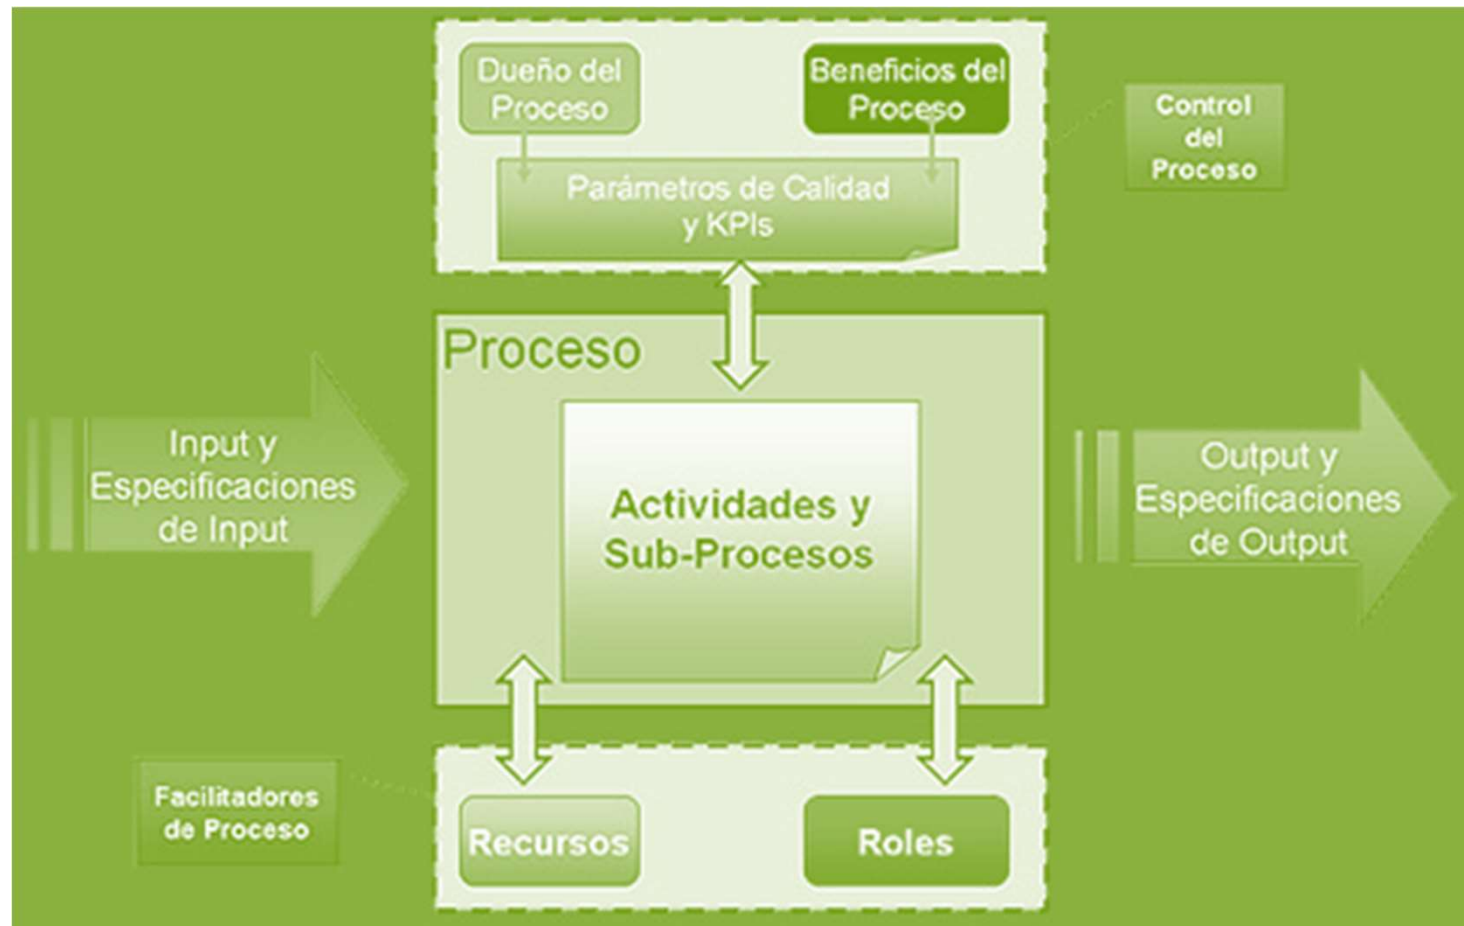 Dueño del
Proceso
Beneficios del
Proceso
Control
del
Proceso
Parámetros de Calidad
y KPIs
Proceso
Input y
Especificaciones
de Input
Actividades y
Sub-Procesos
Output y
Especificaciones
de Output
Facilitadores
de Proceso
Recursos
Roles